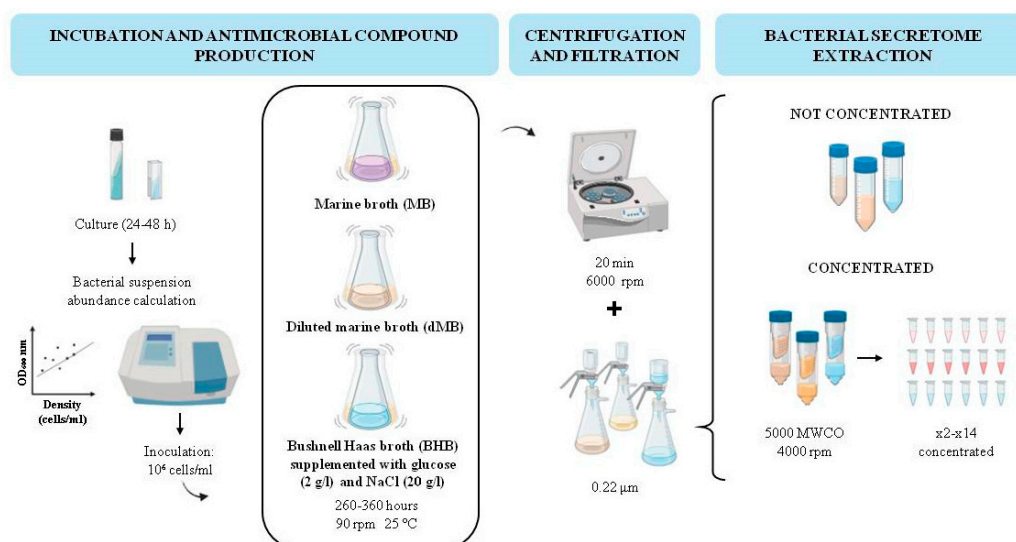 INCUBATION AND ANTIMICROBIAL COMPOUND
PRODUCTION
Culture (24-48 h)
Bacterial suspension
abundance calculation
OD₆₀₀ nm
Density
(cells/ml)
Inoculation:
10⁶ cells/ml
Marine broth (MB)
Diluted marine broth (dMB)
Bushnell Haas broth (BHB)
supplemented with glucose
(2 g/l) and NaCl (20 g/l)
260-360 hours
90 rpm 25 °C
CENTRIFUGATION
AND FILTRATION
20 min
6000 rpm
+
0.22 µm
BACTERIAL SECRETOME
EXTRACTION
NOT CONCENTRATED
CONCENTRATED
5000 MWCO
4000 rpm
x2-x14
concentrated